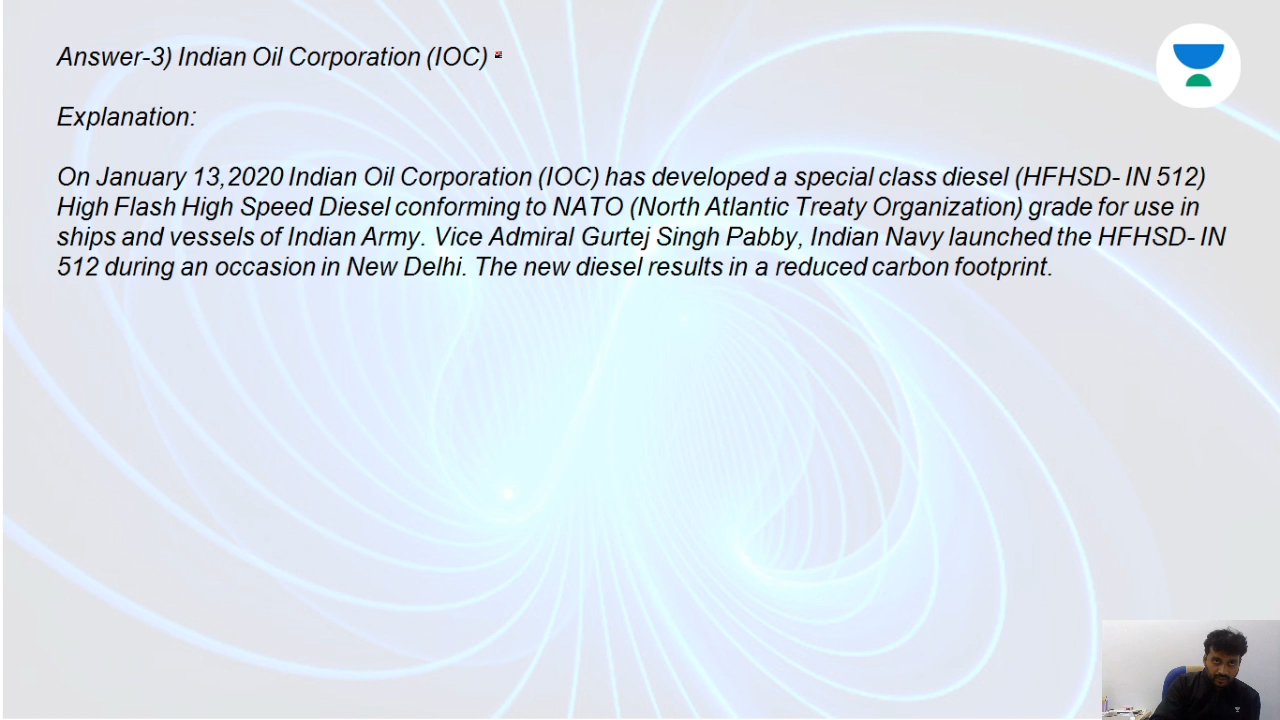 Answer-3) Indian Oil Corporation (IOC)
Explanation:
On January 13,2020 Indian Oil Corporation (IOC) has developed a special class diesel (HFHSD- IN 512)
High Flash High Speed Diesel conforming to NATO (North Atlantic Treaty Organization) grade for use in
ships and vessels of Indian Army. Vice Admiral Gurtej Singh Pabby, Indian Navy launched the HFHSD- IN
512 during an occasion in New Delhi. The new diesel results in a reduced carbon footprint.